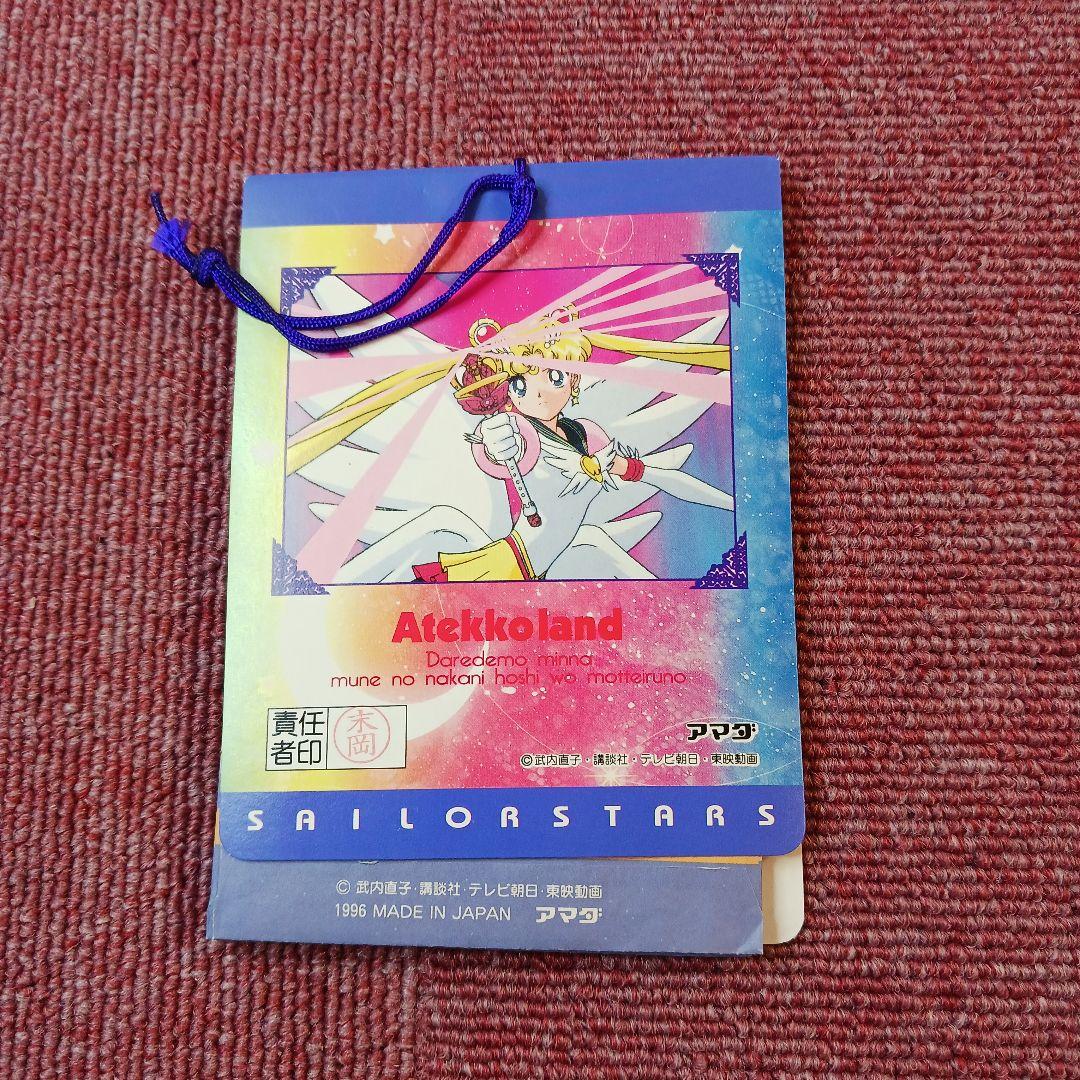 Atekko land
Daredemo minna
mune no nakani hoshi wo motteiruno
責任
者印
末
岡
アマダ
©武内直子・講談社・テレビ朝日・東映動画
SAILORSTARS
© 武内直子・講談社・テレビ朝日・東映動画
1996 MADE IN JAPAN アマダ